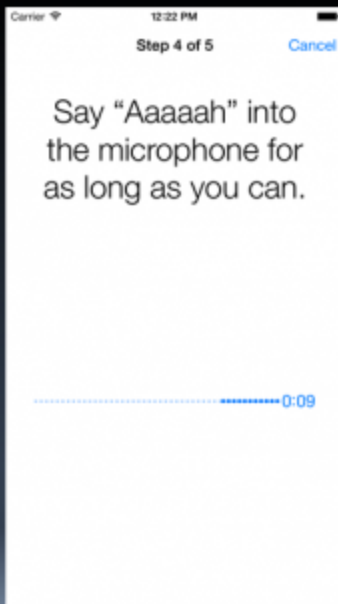 Carrier 12:22 PM
Step 4 of 5 Cancel
Say “Aaaaah” into
the microphone for
as long as you can.
0:09